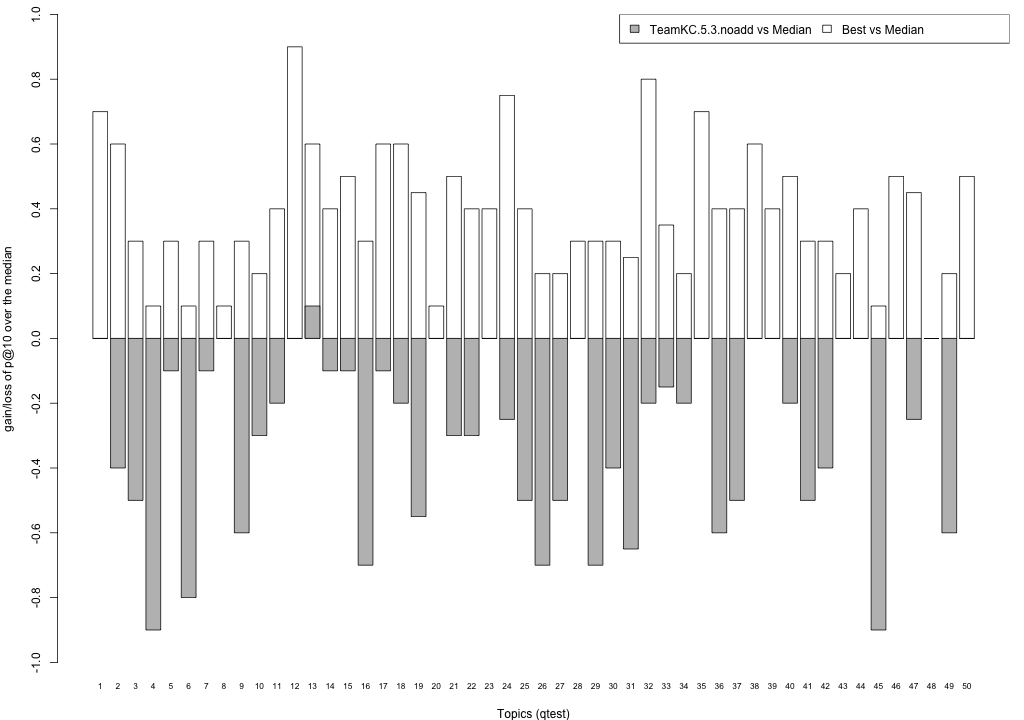 TeamKC.5.3.noadd vs Median Best vs Median
gain/loss of p@10 over the median
1.0
0.8
0.6
0.4
0.2
0.0
-0.2
-0.4
-0.6
-0.8
-1.0
1 2 3 4 5 6 7 8 9 10 11 12 13 14 15 16 17 18 19 20 21 22 23 24 25 26 27 28 29 30 31 32 33 34 35 36 37 38 39 40 41 42 43 44 45 46 47 48 49 50
Topics (qtest)